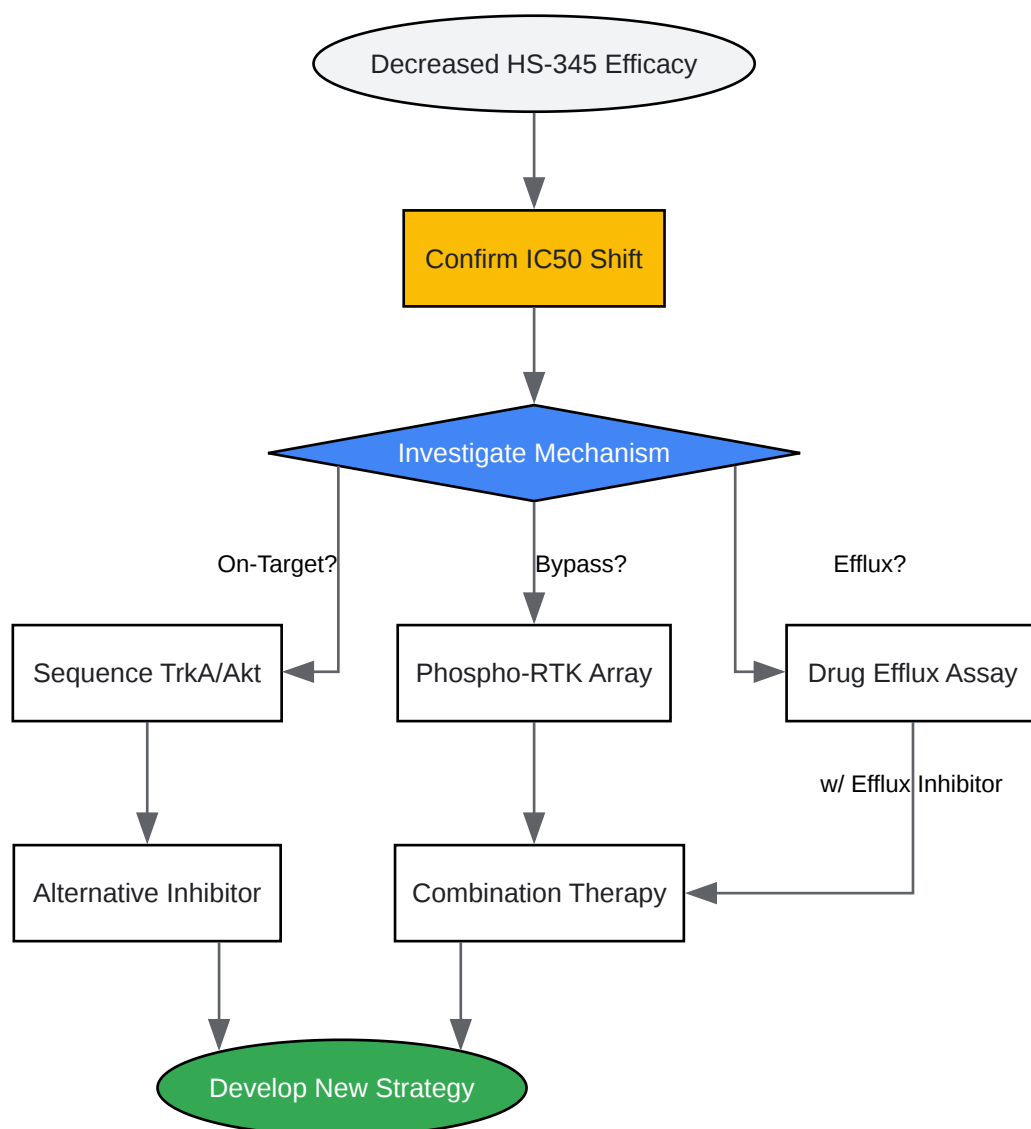 Decreased HS-345 Efficacy
Confirm IC50 Shift
Investigate Mechanism
On-Target?
Bypass?
Efflux?
Sequence TrkA/Akt
Phospho-RTK Array
Drug Efflux Assay
w/ Efflux Inhibitor
Alternative Inhibitor
Combination Therapy
Develop New Strategy